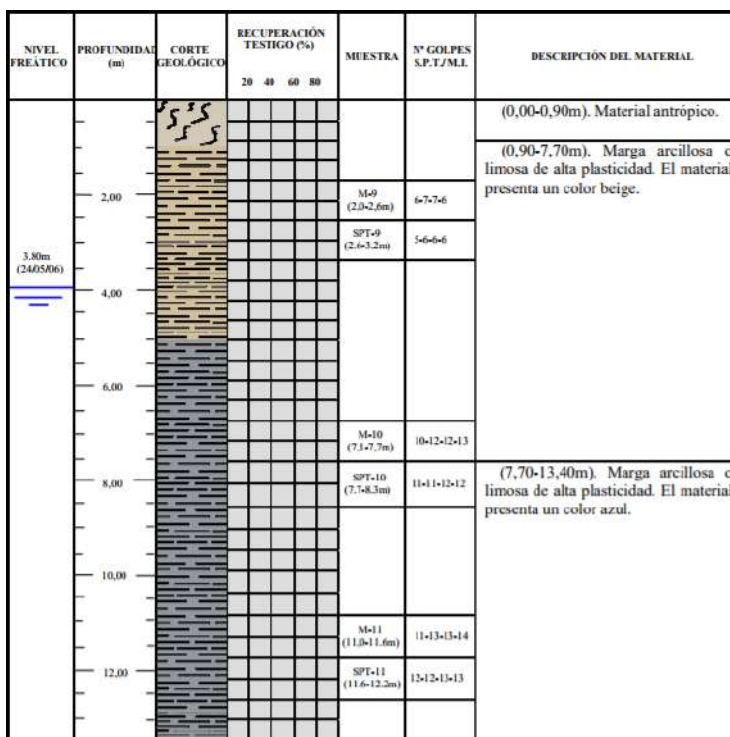 NIVEL
FREÁTICO
PROFUNDIDAD
(m)
CORTE
GEOLÓGICO
RECUPERACIÓN
TESTIGO (%)
20 40 60 80
MUESTRA
Nº GOLPES
S.P.T./M.I.
DESCRIPCIÓN DEL MATERIAL
(0,00-0,90m). Material antrópico.
(0,90-7,70m). Marga arcillosa o
limosa de alta plasticidad. El material
presenta un color beige.
2,00
M-9
(2,0-2,6m)
6-7-7-6
SPT-9
(2.6-3.2m)
5-6-6-6
3.80m
(24/05/06)
4,00
6,00
M-10
(7,1-7,7m)
10-12-12-13
8,00
SPT-10
(7.7-8.3m)
11-11-12-12
(7,70-13,40m). Marga arcillosa o
limosa de alta plasticidad. El material
presenta un color azul.
10,00
M-11
(11,0-11,6m)
11-13-13-14
12,00
SPT-11
(11.6-12.2m)
12-12-13-13